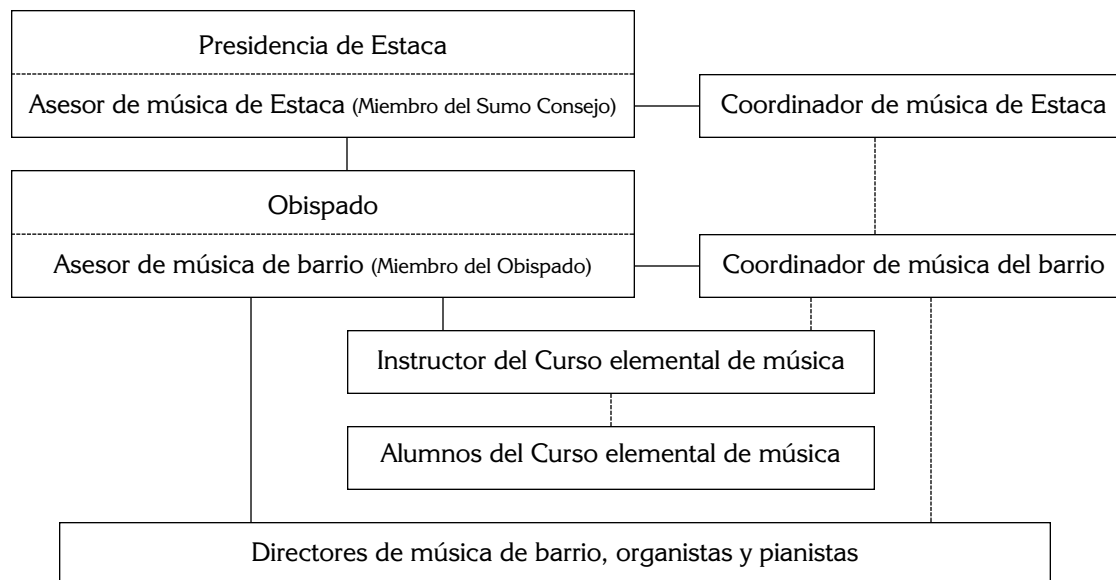 Presidencia de Estaca
Asesor de música de Estaca (Miembro del Sumo Consejo)
Coordinador de música de Estaca
Obispado
Asesor de música de barrio (Miembro del Obispado)
Coordinador de música del barrio
Instructor del Curso elemental de música
Alumnos del Curso elemental de música
Directores de música de barrio, organistas y pianistas